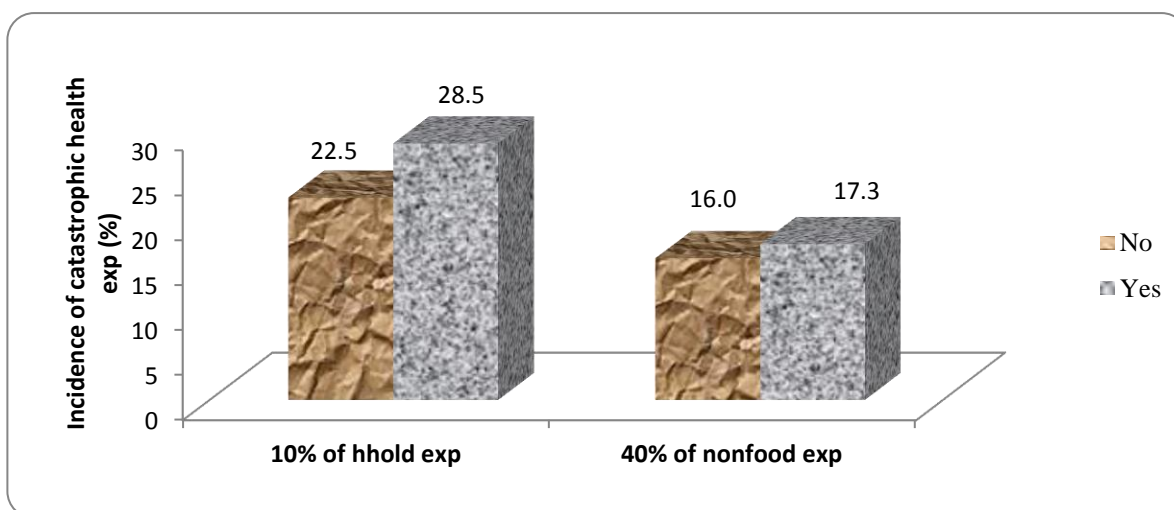 Incidence of catastrophic health
exp (%)
30
25
20
15
10
5
0
22.5
28.5
16.0
17.3
10% of hhold exp
40% of nonfood exp
No
Yes